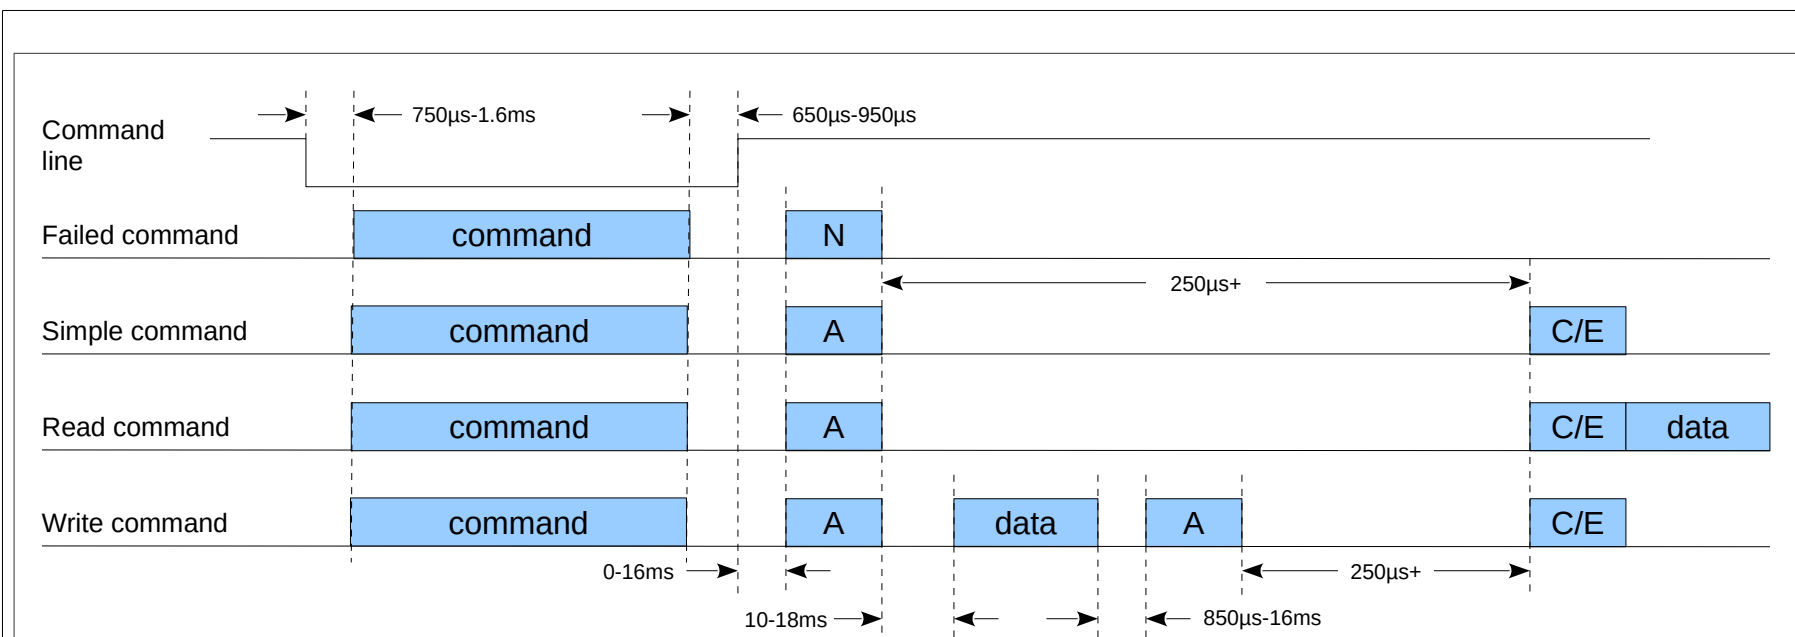 750µs-1.6ms
650µs-950µs
Command
line
Failed command
command
N
250µs+
Simple command
command
A
C/E
Read command
command
A
C/E
data
Write command
command
A
data
A
C/E
0-16ms
250µs+
10-18ms
850µs-16ms